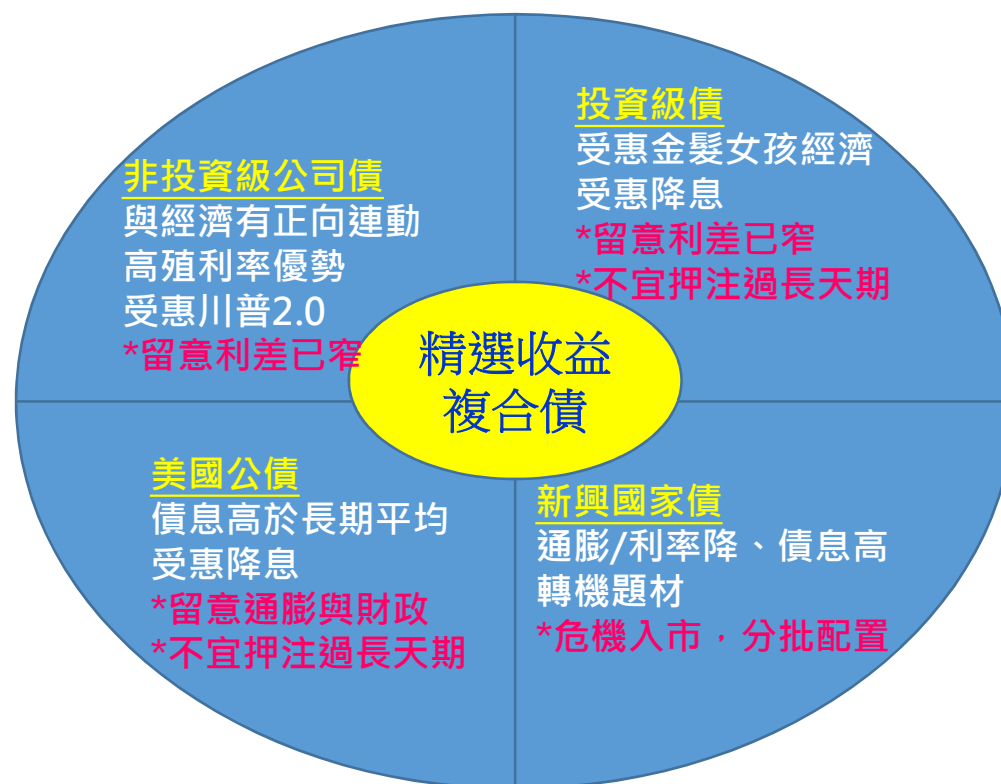 非投資級公司債
與經濟有正向連動
高殖利率優勢
受惠川普2.0
*留意利差已窄
投資級債
受惠金髮女孩經濟
受惠降息
*留意利差已窄
*不宜押注過長天期
精選收益
複合債
美國公債
債息高於長期平均
受惠降息
*留意通膨與財政
*不宜押注過長天期
新興國家債
通膨/利率降、債息高
轉機題材
*危機入市，分批配置